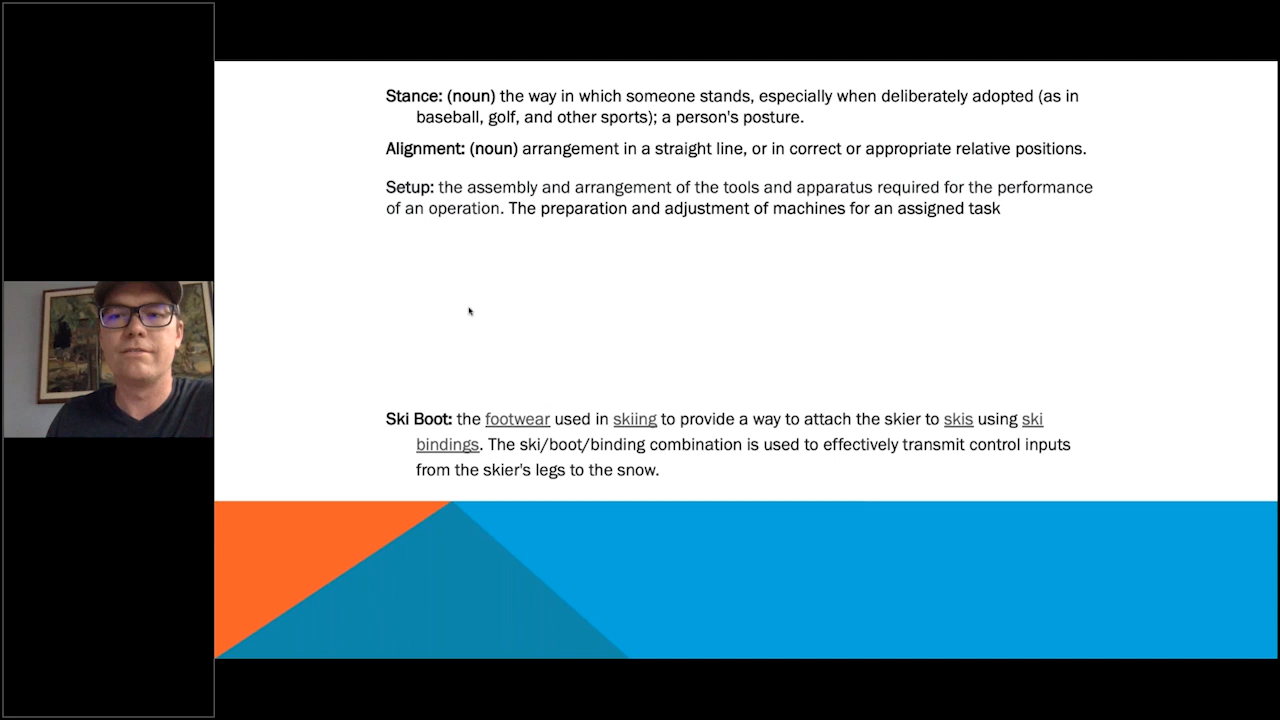 Stance: (noun) the way in which someone stands, especially when deliberately adopted (as in
baseball, golf, and other sports); a person's posture.
Alignment: (noun) arrangement in a straight line, or in correct or appropriate relative positions.
Setup: the assembly and arrangement of the tools and apparatus required for the performance
of an operation. The preparation and adjustment of machines for an assigned task
Ski Boot: the footwear used in skiing to provide a way to attach the skier to skis using ski
bindings. The ski/boot/binding combination is used to effectively transmit control inputs
from the skier's legs to the snow.